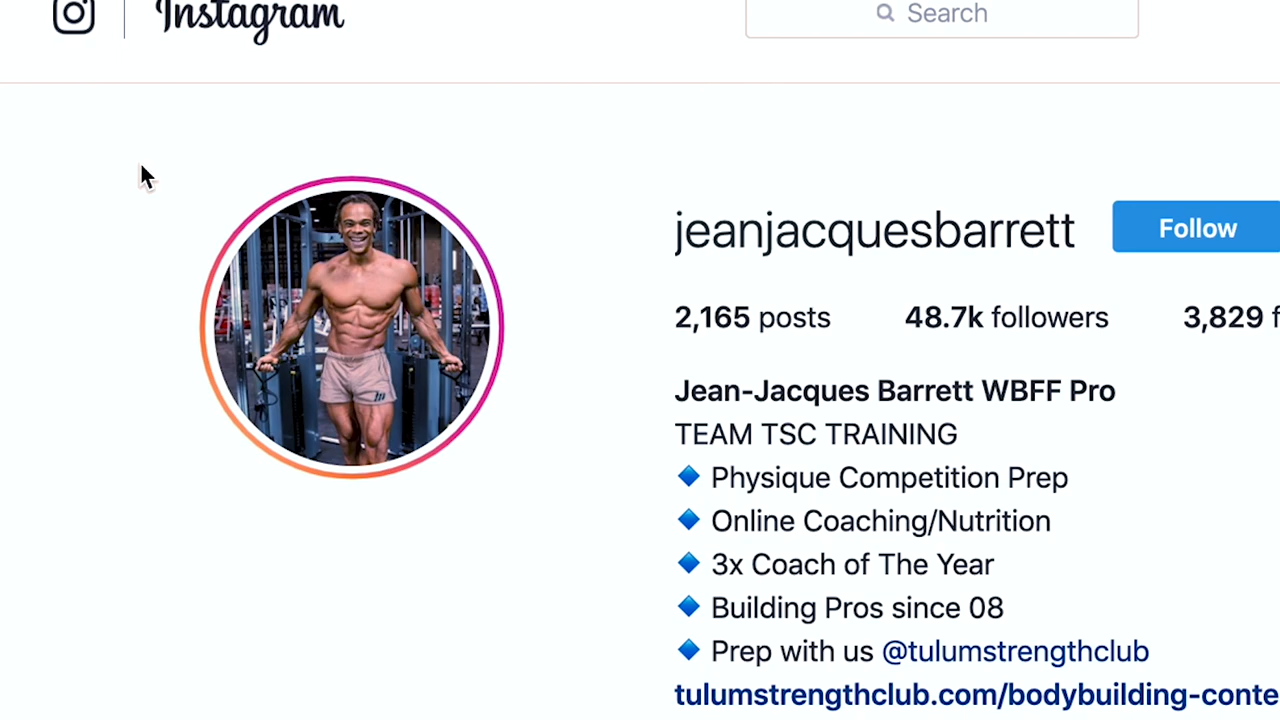 Instagram
Search
jeanjacquesbarrett
Follow
2,165 posts 48.7k followers 3,829 f
Jean-Jacques Barrett WBFF Pro
TEAM TSC TRAINING
🔹 Physique Competition Prep
🔹 Online Coaching/Nutrition
🔹 3x Coach of The Year
🔹 Building Pros since 08
🔹 Prep with us @tulumstrengthclub
tulumstrengthclub.com/bodybuilding-conte